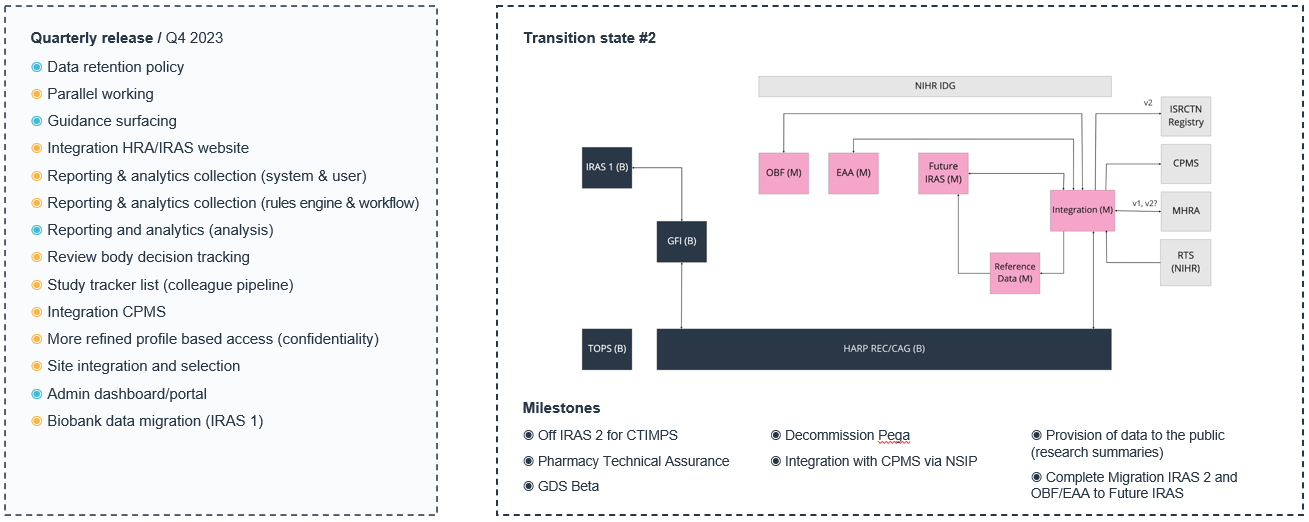 Quarterly release / Q4 2023
Data retention policy
Parallel working
Guidance surfacing
Integration HRA/IRAS website
Reporting & analytics collection (system & user)
Reporting & analytics collection (rules engine & workflow)
Reporting and analytics (analysis)
Review body decision tracking
Study tracker list (colleague pipeline)
Integration CPMS
More refined profile based access (confidentiality)
Site integration and selection
Admin dashboard/portal
Biobank data migration (IRAS 1)
Transition state #2
NIHR IDG
v2
ISRCTN
Registry
IRAS 1 (B)
OBF (M)
EAA (M)
Future
IRAS (M)
CPMS
Integration (M)
v1, v2?
MHRA
GFI (B)
Reference
Data (M)
RTS
(NIHR)
TOPS (B)
HARP REC/CAG (B)
Milestones
Off IRAS 2 for CTIMPS
Pharmacy Technical Assurance
GDS Beta
Decommission Pega
Integration with CPMS via NSIP
Provision of data to the public
(research summaries)
Complete Migration IRAS 2 and
OBF/EAA to Future IRAS